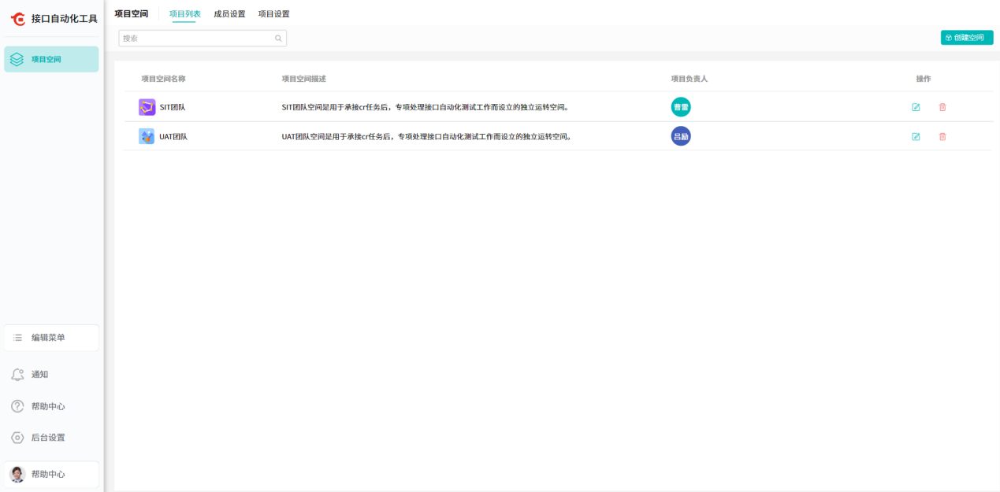 接口自动化工具
项目空间
编辑菜单
通知
帮助中心
后台设置
帮助中心
项目空间 项目列表 成员设置 项目设置
搜索
创建空间
项目空间名称 项目空间描述 项目负责人 操作
SIT团队 SIT团队空间是用于承接cr任务后，专项处理接口自动化测试工作而设立的独立运转空间。 曹雷
UAT团队 UAT团队空间是用于承接cr任务后，专项处理接口自动化测试工作而设立的独立运转空间。 吕励